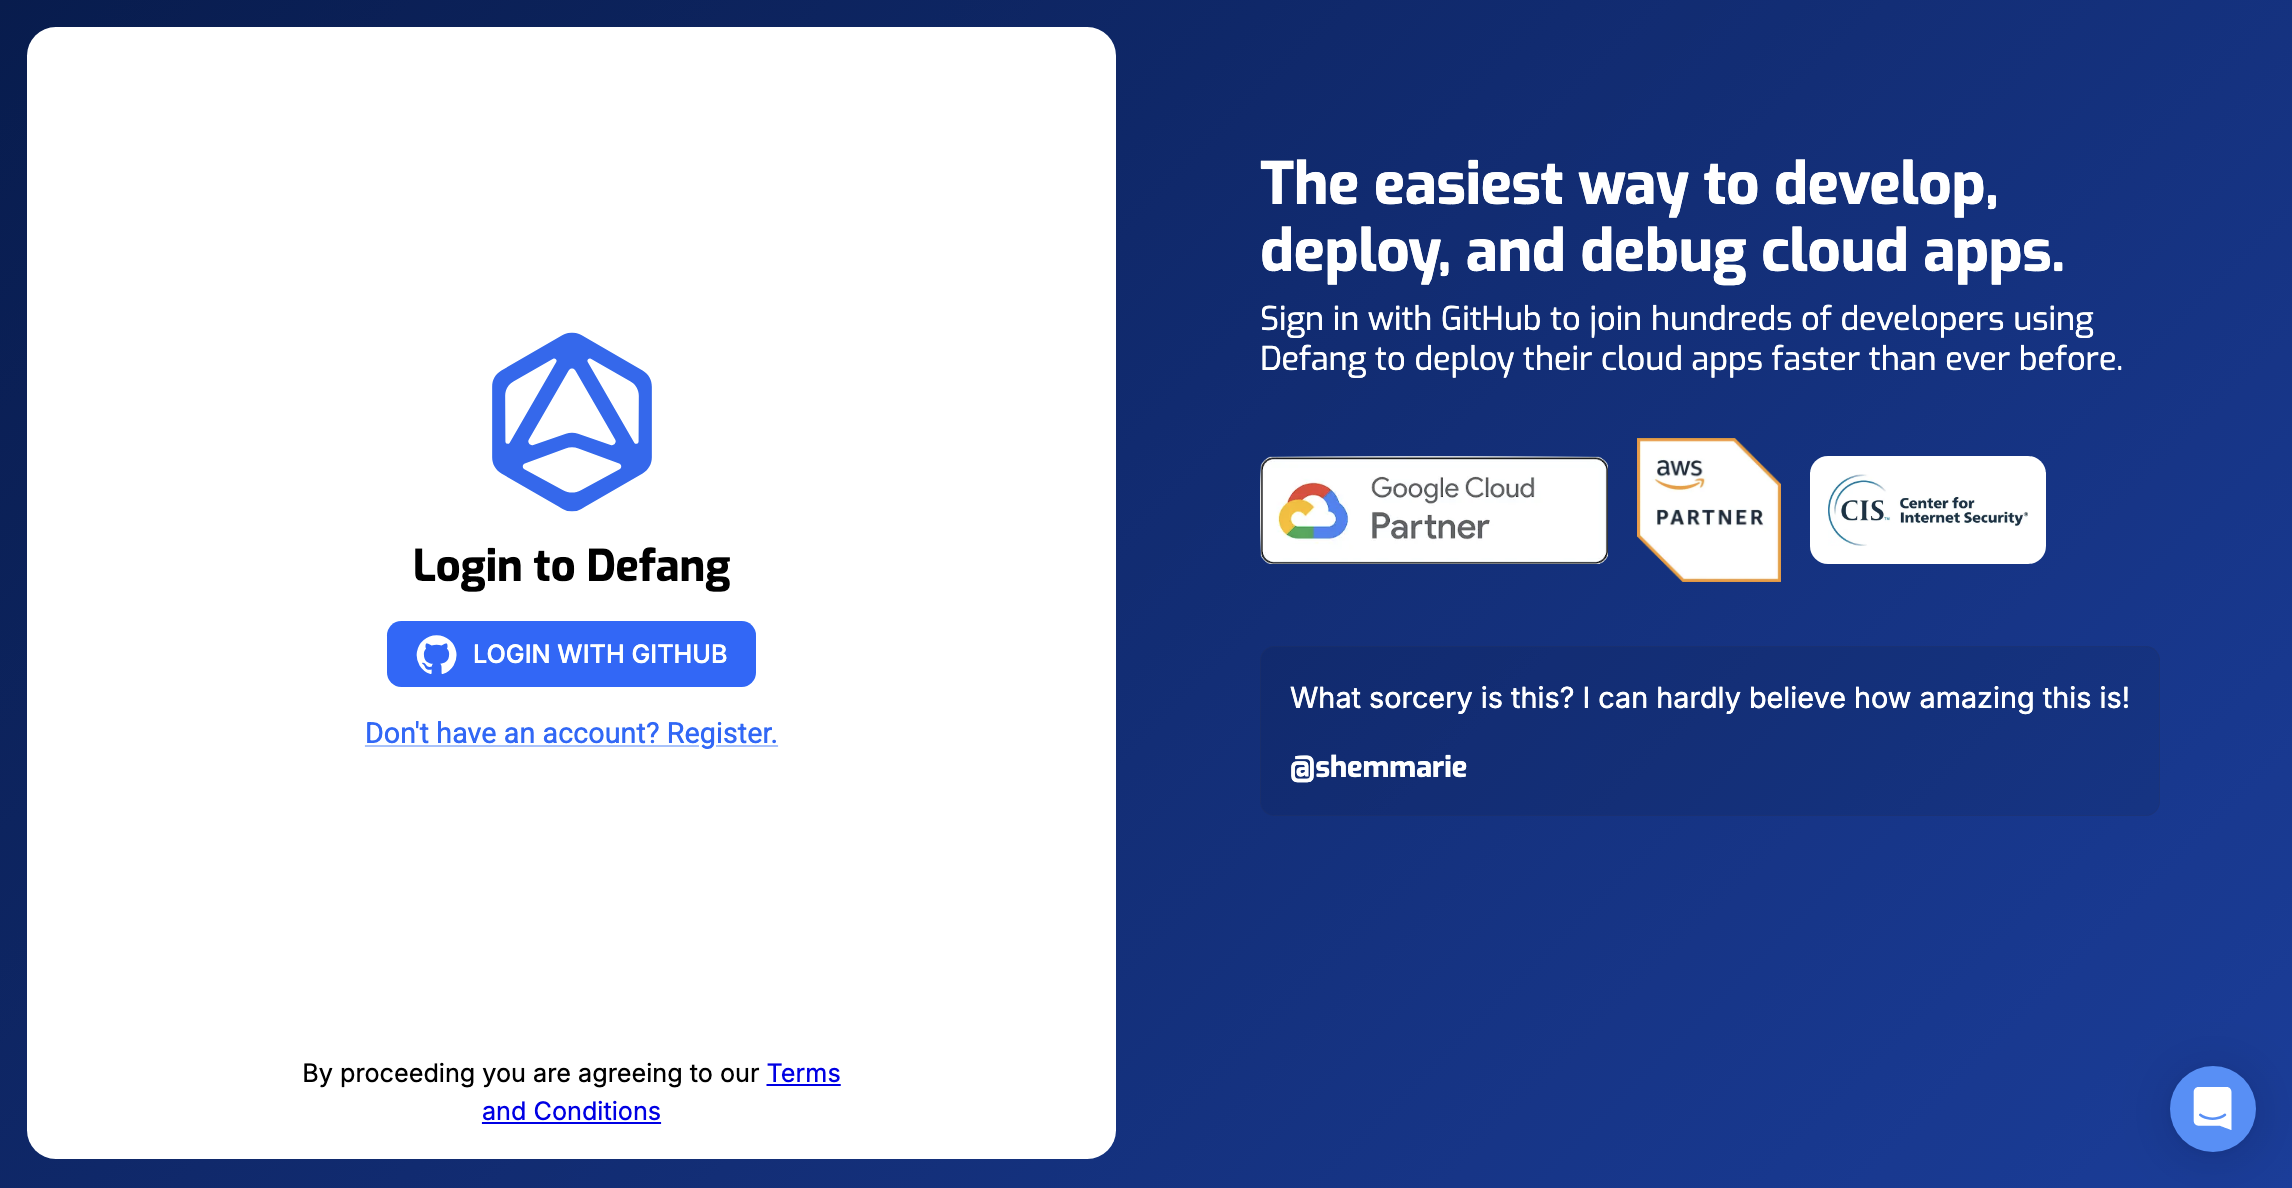 Login to Defang
LOGIN WITH GITHUB
Don't have an account? Register.
By proceeding you are agreeing to our Terms
and Conditions
The easiest way to develop,
deploy, and debug cloud apps.
Sign in with GitHub to join hundreds of developers using
Defang to deploy their cloud apps faster than ever before.
Google Cloud
Partner
aws
PARTNER
CIS™
Center for
Internet Security®
What sorcery is this? I can hardly believe how amazing this is!
@shemmarie